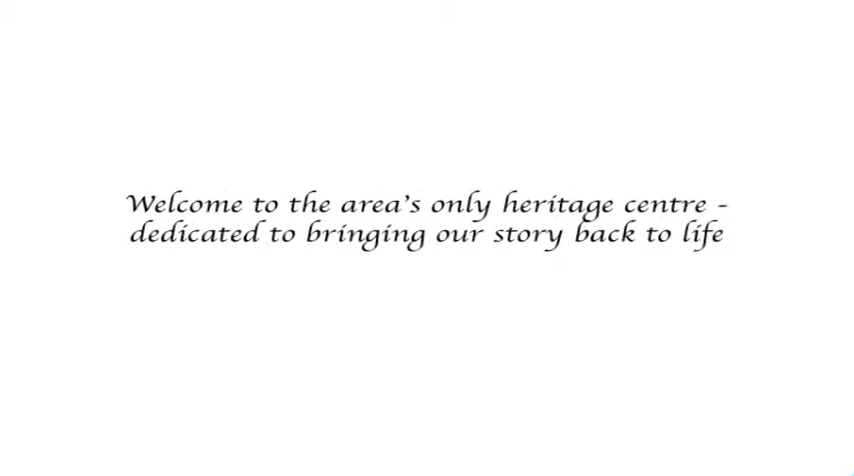 Welcome to the area's only heritage centre -
dedicated to bringing our story back to life